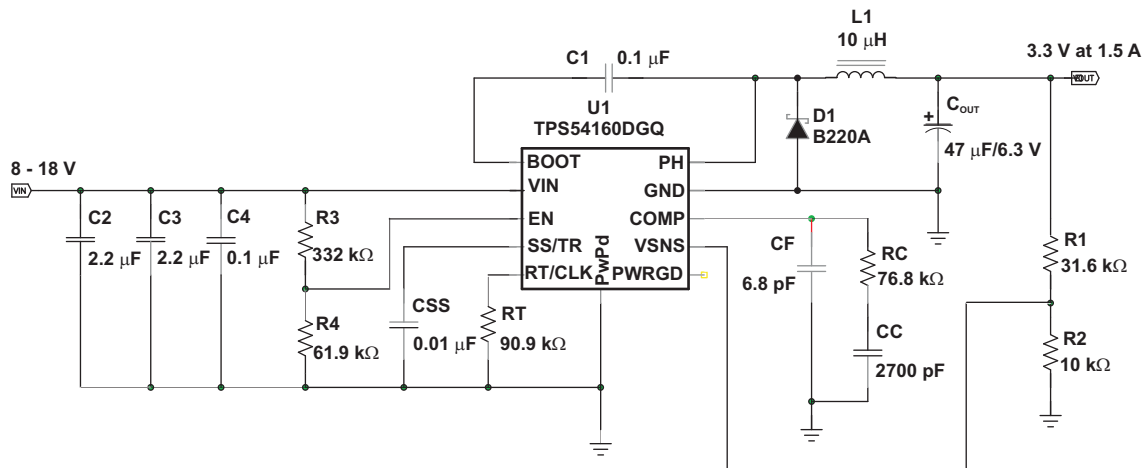 L1
10 μH
3.3 V at 1.5 A
C1
0.1 μF
VOUT
U1
TPS54160DGQ
D1
B220A
COUT
+
47 μF/6.3 V
8 - 18 V
VIN
BOOT
VIN
EN
SS/TR
RT/CLK
PwPd
PH
GND
COMP
VSNS
PWRGD
C2
2.2 μF
C3
2.2 μF
C4
0.1 μF
R3
332 kΩ
R4
61.9 kΩ
CSS
0.01 μF
RT
90.9 kΩ
CF
6.8 pF
RC
76.8 kΩ
CC
2700 pF
R1
31.6 kΩ
R2
10 kΩ